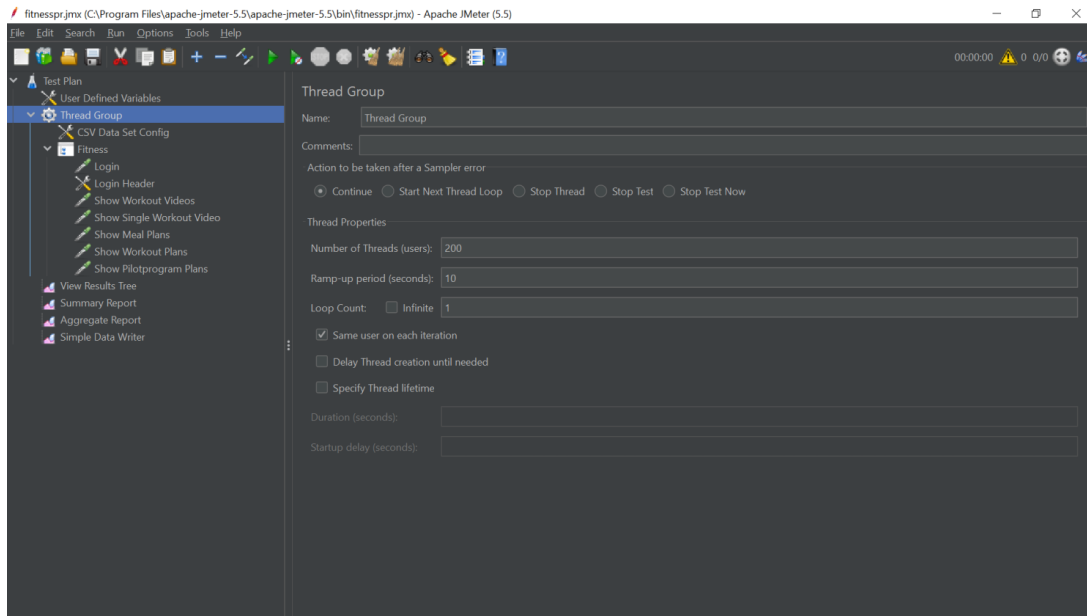 fitnesspr.jmx (C:\Program Files\apache-jmeter-5.5\apache-jmeter-5.5\bin\fitnesspr.jmx) - Apache JMeter (5.5)
File Edit Search Run Options Tools Help
00:00:00 0 0/0
Test Plan
User Defined Variables
Thread Group
CSV Data Set Config
Fitness
Login
Login Header
Show Workout Videos
Show Single Workout Video
Show Meal Plans
Show Workout Plans
Show Pilotprogram Plans
View Results Tree
Summary Report
Aggregate Report
Simple Data Writer
Thread Group
Name: Thread Group
Comments:
Action to be taken after a Sampler error
Continue Start Next Thread Loop Stop Thread Stop Test Stop Test Now
Thread Properties
Number of Threads (users): 200
Ramp-up period (seconds): 10
Loop Count: Infinite 1
Same user on each iteration
Delay Thread creation until needed
Specify Thread lifetime
Duration (seconds):
Startup delay (seconds):